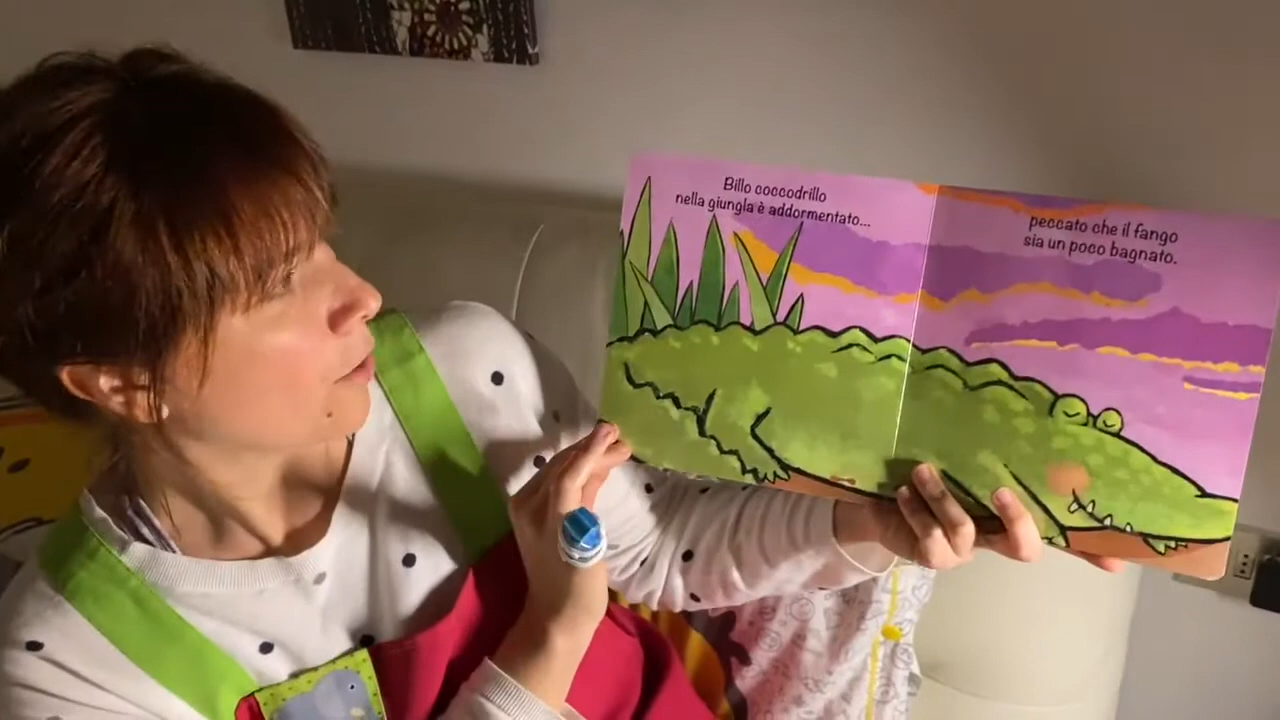 Billo coccodrillo
nella giungla è addormentato...
peccato che il fango
sia un poco bagnato.